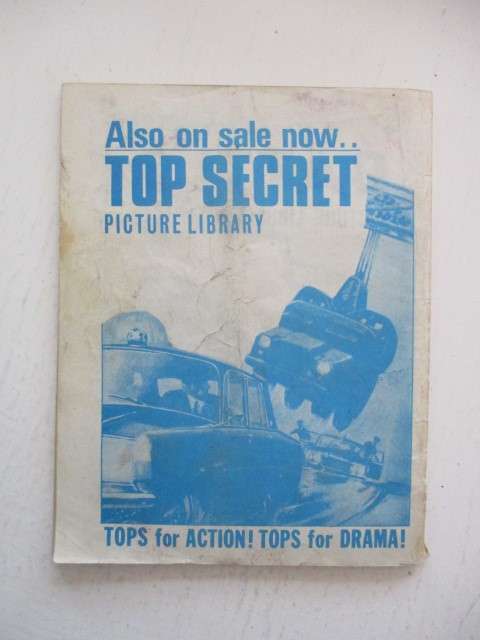 Also on sale now..
TOP SECRET
PICTURE LIBRARY
TOPS for ACTION! TOPS for DRAMA!